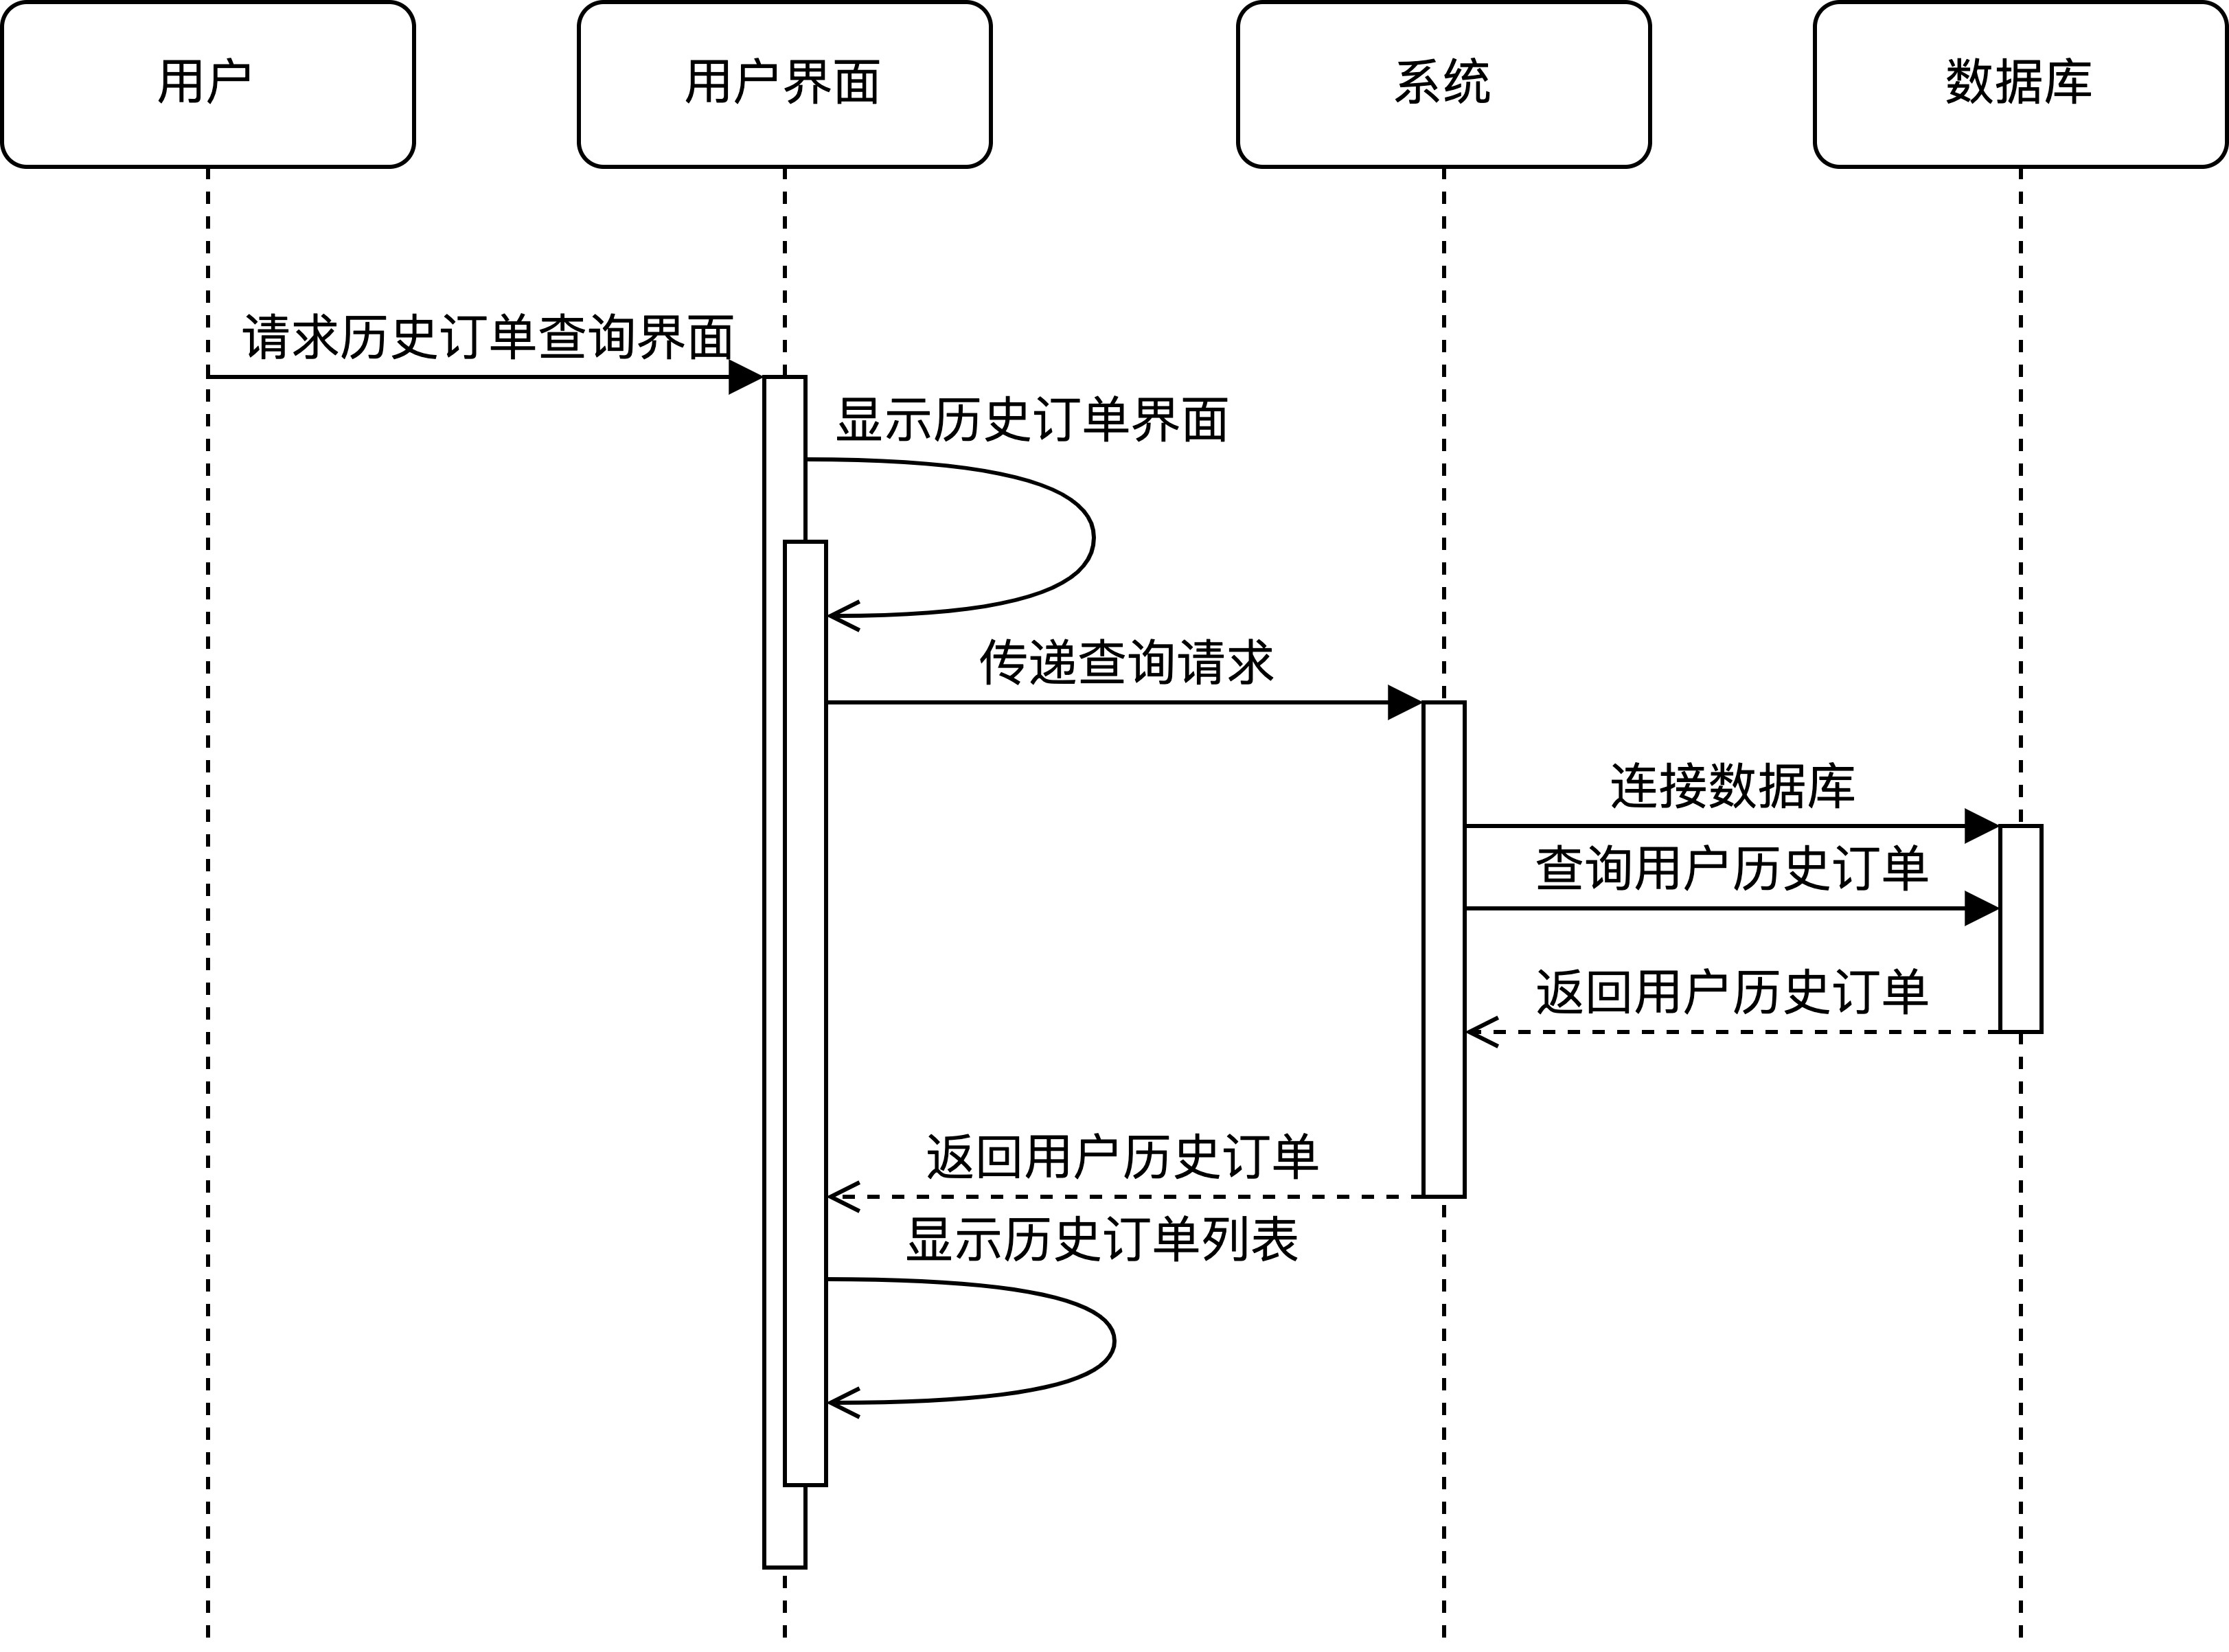 用户
用户界面
系统
数据库
请求历史订单查询界面
显示历史订单界面
传递查询请求
连接数据库
查询用户历史订单
返回用户历史订单
返回用户历史订单
显示历史订单列表